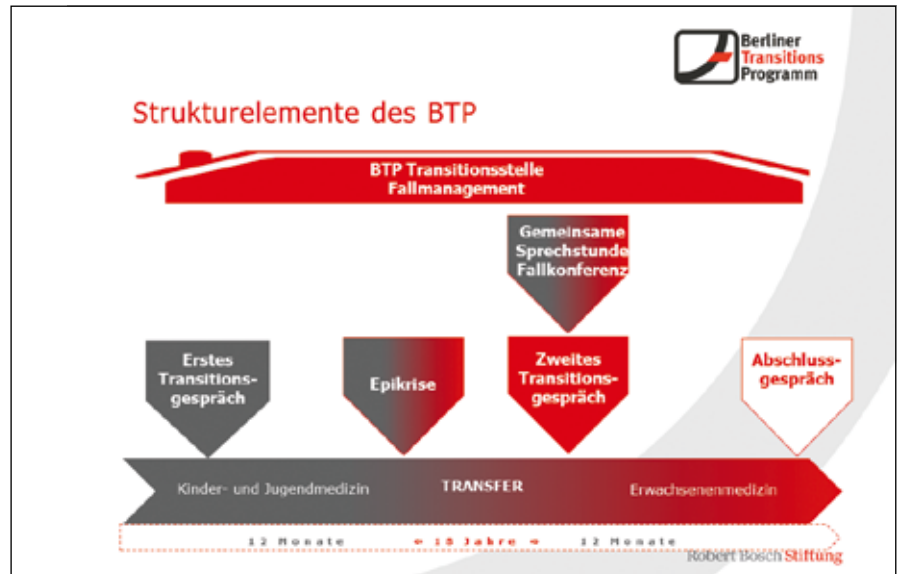 Berliner
Transitions
Programm
Strukturelemente des BTP
BTP Transitionsstelle
Fallmanagement
Gemeinsame
Sprechstunde
Fallkonferenz
Erstes
Transitions-
gespräch
Epikrise
Zweites
Transitions-
gespräch
Abschluss-
gespräch
Kinder- und Jugendmedizin
TRANSFER
Erwachsenenmedizin
12 Monate
← 18 Jahre →
12 Monate
Robert Bosch Stiftung